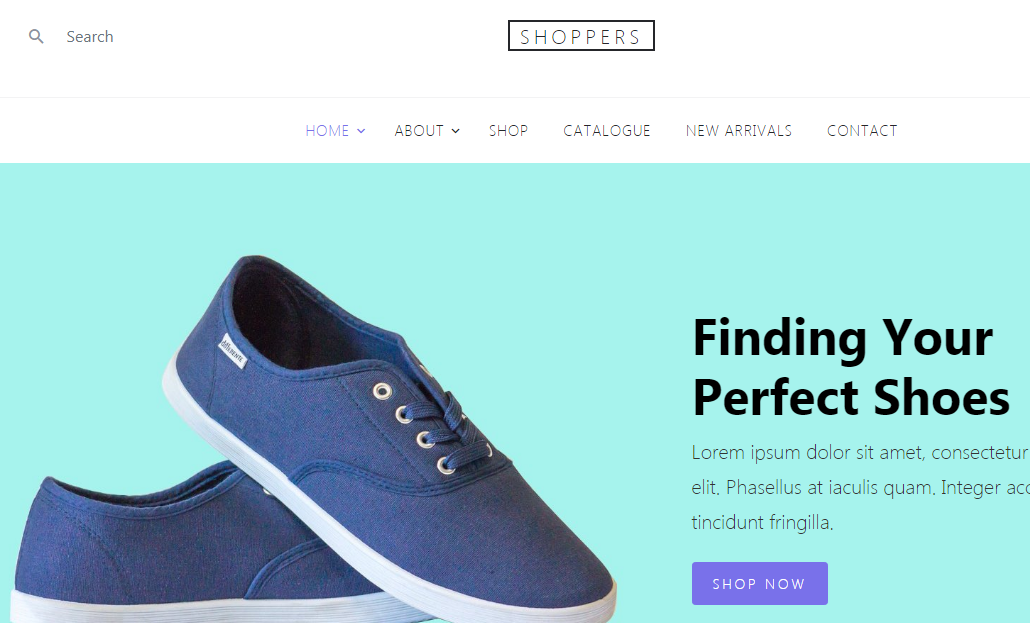 Search
SHOPPERS
HOME ABOUT SHOP CATALOGUE NEW ARRIVALS CONTACT
Finding Your
Perfect Shoes
Lorem ipsum dolor sit amet, consectetur
elit. Phasellus at iaculis quam. Integer
tincidunt fringilla.
SHOP NOW